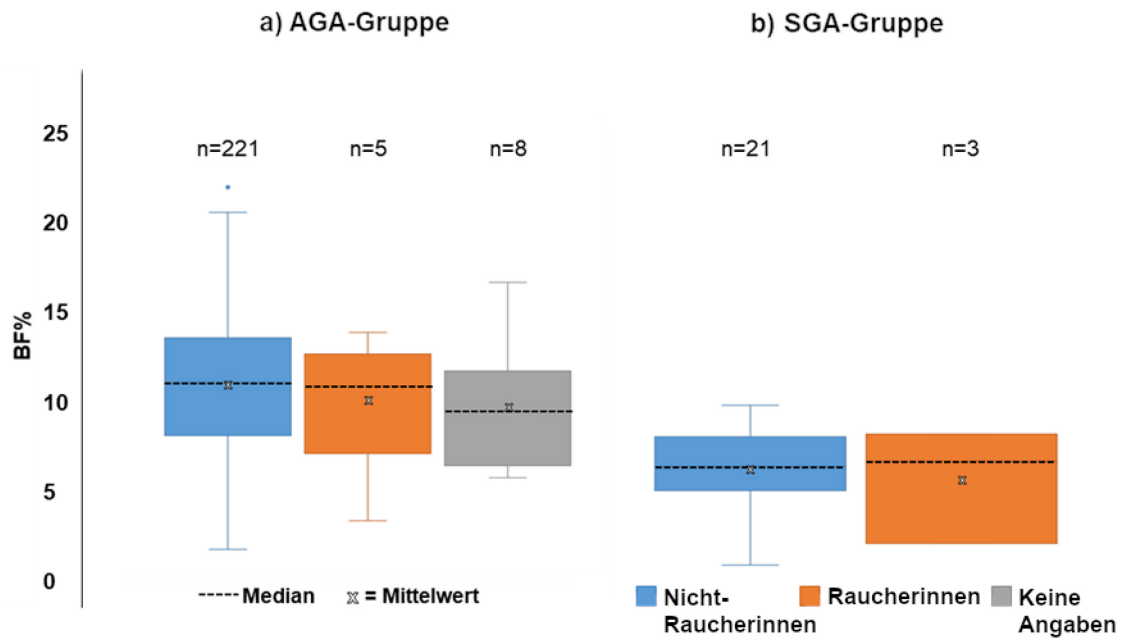 a) AGA-Gruppe
b) SGA-Gruppe
25
20
15
10
5
0
BF%
n=221
n=5
n=8
n=21
n=3
Median
x = Mittelwert
Nicht-
Raucherinnen
Raucherinnen
Keine
Angaben